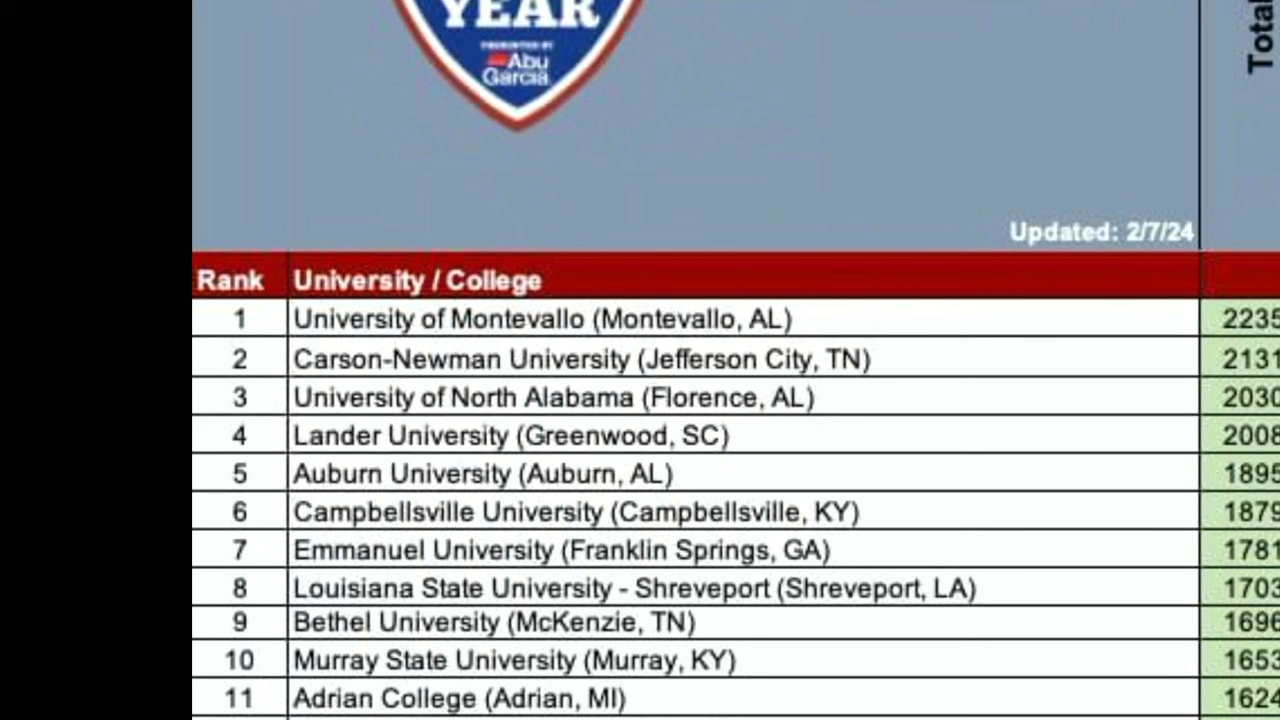 YEAR
PRESENTED BY
Abu
Garcia
Total
Updated: 2/7/24
Rank University / College
1 University of Montevallo (Montevallo, AL) 2235
2 Carson-Newman University (Jefferson City, TN) 2131
3 University of North Alabama (Florence, AL) 2030
4 Lander University (Greenwood, SC) 2008
5 Auburn University (Auburn, AL) 1895
6 Campbellsville University (Campbellsville, KY) 1879
7 Emmanuel University (Franklin Springs, GA) 1781
8 Louisiana State University - Shreveport (Shreveport, LA) 1703
9 Bethel University (McKenzie, TN) 1696
10 Murray State University (Murray, KY) 1653
11 Adrian College (Adrian, MI) 1624